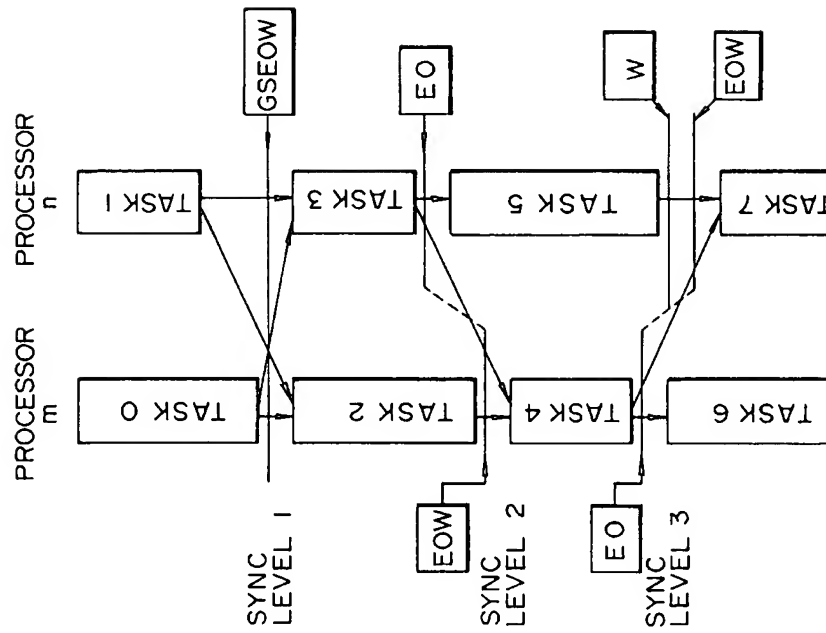 PROCESSOR
m
PROCESSOR
n
TASK 0
TASK 1
SYNC
LEVEL 1
GSEOW
TASK 2
TASK 3
EO
EOW
SYNC
LEVEL 2
TASK 4
TASK 5
W
EOW
EO
SYNC
LEVEL 3
TASK 6
TASK 7